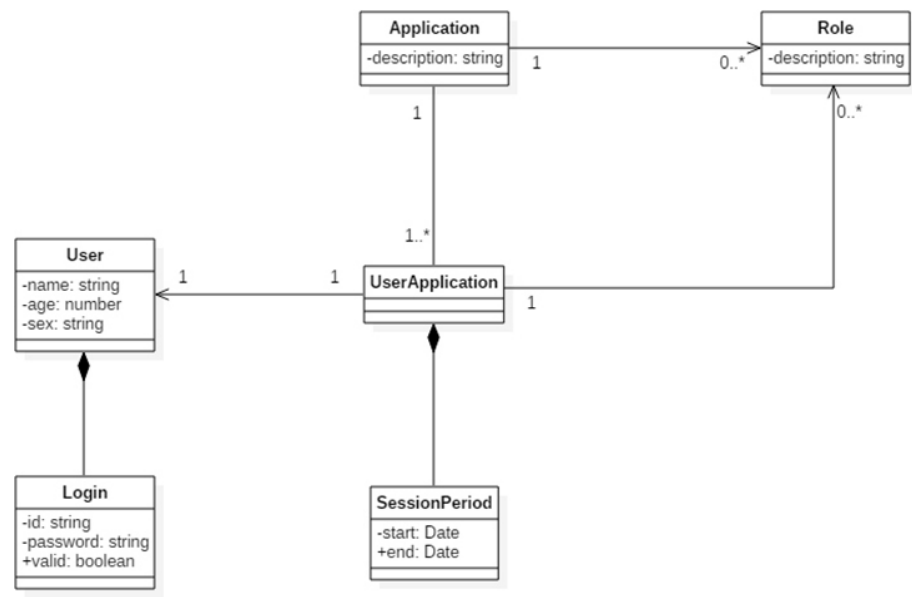 Application
-description: string
Role
-description: string
1
0..*
1
0..*
1..*
User
-name: string
-age: number
-sex: string
1
1
UserApplication
1
Login
-id: string
-password: string
+valid: boolean
SessionPeriod
-start: Date
+end: Date